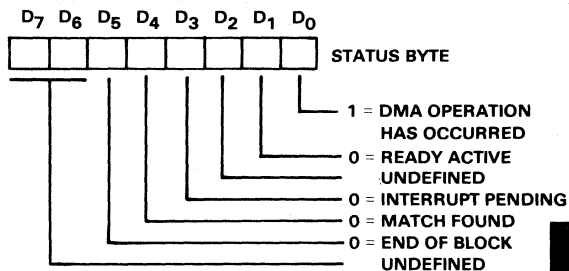 D7 D6 D5 D4 D3 D2 D1 D0
STATUS BYTE
1 = DMA OPERATION
HAS OCCURRED
0 = READY ACTIVE
UNDEFINED
0 = INTERRUPT PENDING
0 = MATCH FOUND
0 = END OF BLOCK
UNDEFINED